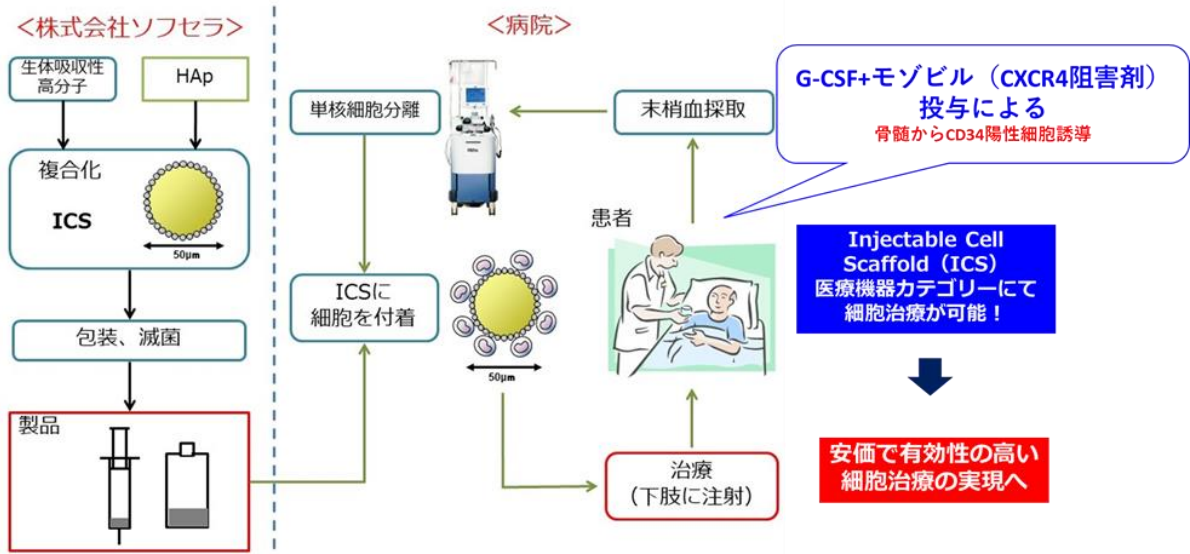 <株式会社ソフセラ>
生体吸収性
高分子
HAp
複合化
ICS
50μm
包装、滅菌
製品
<病院>
単核細胞分離
末梢血採取
ICSに
細胞を付着
50μm
患者
治療
(下肢に注射)
G-CSF+モゾビル（CXCR4阻害剤）
投与による
骨髄からCD34陽性細胞誘導
Injectable Cell
Scaffold（ICS）
医療機器カテゴリーにて
細胞治療が可能！
安価で有効性の高い
細胞治療の実現へ